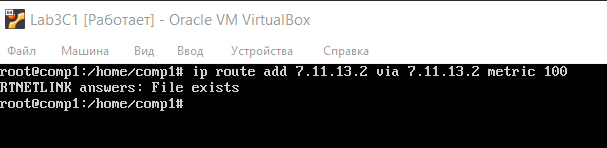 Lab3C1 [Работает] - Oracle VM VirtualBox
Файл Машина Вид Ввод Устройства Справка
root@comp1:/home/comp1# ip route add 7.11.13.2 via 7.11.13.2 metric 100
RTNETLINK answers: File exists
root@comp1:/home/comp1#